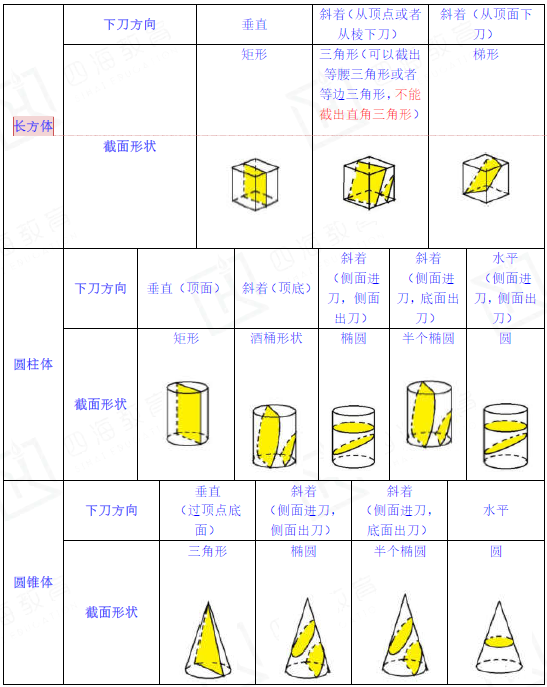 下刀方向
垂直
斜着（从顶点或者
从棱下刀）
斜着（从顶面下
刀）
长方体
截面形状
矩形
三角形（可以截出
等腰三角形或者
等边三角形，不能
截出直角三角形）
梯形
圆柱体
下刀方向
垂直（顶面）
斜着（顶底）
斜着
（侧面进
刀，侧面
出刀）
斜着
（侧面进
刀，底面出
刀）
水平
（侧面进
刀，侧面出
刀）
截面形状
矩形
酒桶形状
椭圆
半个椭圆
圆
圆锥体
下刀方向
垂直
（过顶点底
面）
斜着
（侧面进刀，
侧面出刀）
斜着
（侧面进刀，
底面出刀）
水平
截面形状
三角形
椭圆
半个椭圆
圆
四海教育